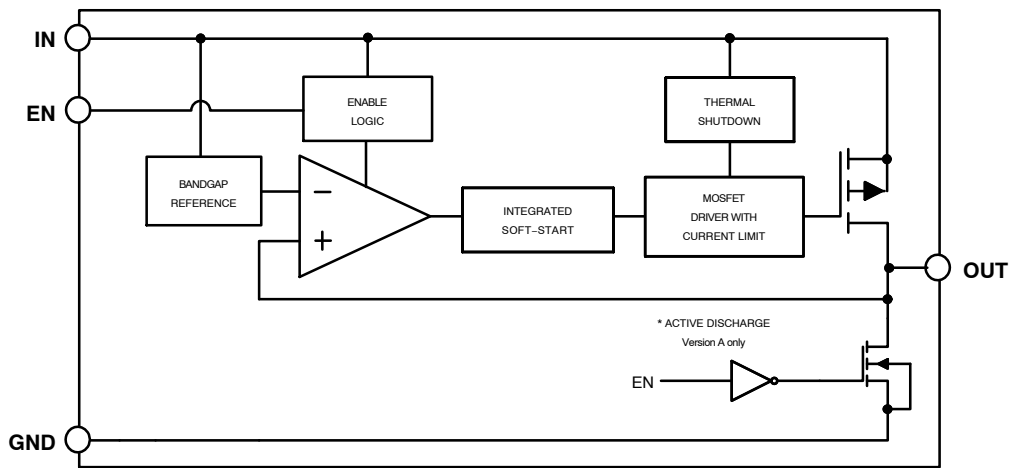 IN
EN
ENABLE
LOGIC
THERMAL
SHUTDOWN
BANDGAP
REFERENCE
−
+
INTEGRATED
SOFT−START
MOSFET
DRIVER WITH
CURRENT LIMIT
OUT
* ACTIVE DISCHARGE
Version A only
EN
GND